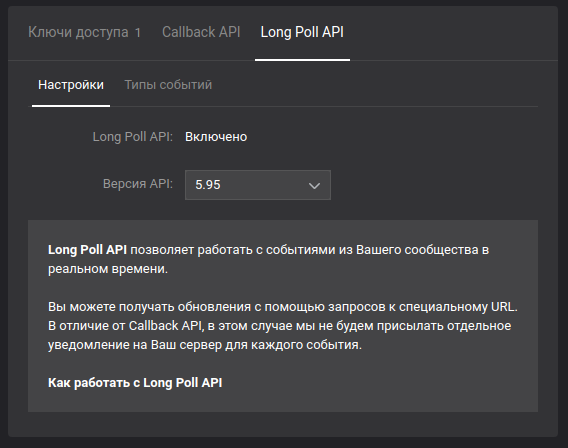 Ключи доступа 1 Callback API Long Poll API
Настройки Типы событий
Long Poll API: Включено
Версия API: 5.95
Long Poll API позволяет работать с событиями из Вашего сообщества в
реальном времени.
Вы можете получать обновления с помощью запросов к специальному URL.
В отличие от Callback API, в этом случае мы не будем присылать отдельное
уведомление на Ваш сервер для каждого события.
Как работать с Long Poll API